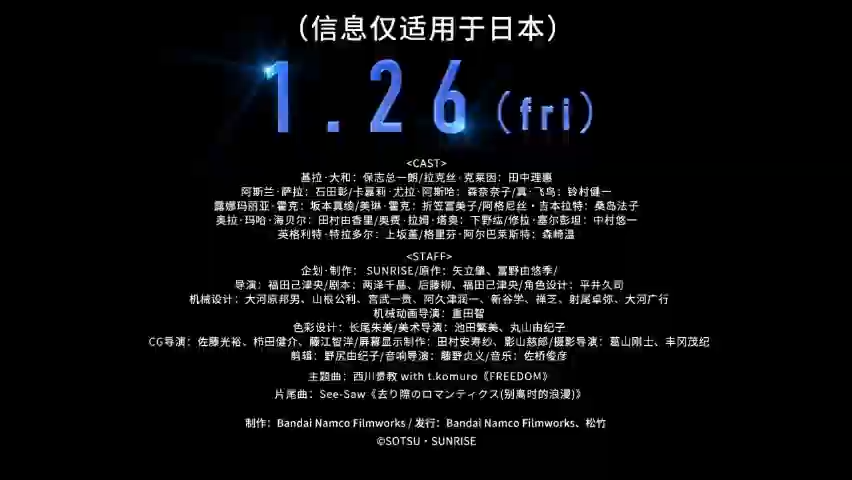 （信息仅适用于日本）
1.26（fri）
<CAST>
基拉·大和：保志总一朗/拉克丝·克莱因：田中理惠
阿斯兰·萨拉：石田彰/卡嘉莉·尤拉·阿斯哈：森奈奈子/真·飞鸟：铃村健一
露娜玛丽亚·霍克：坂本真绫/美琳·霍克：折笠富美子/阿格尼丝·吉本拉特：桑岛法子
奥拉·玛哈·海贝尔：田村由香里/奥费·拉姆·塔奥：下野纮/修拉·塞尔彭坦：中村悠一
英格利特·特拉多尔：上坂堇/格里芬·阿尔巴莱斯特：森崎温
<STAFF>
企划·制作： SUNRISE/原作：矢立肇、富野由悠季/
导演：福田己津央/剧本：两泽千晶、后藤柳、福田己津央/角色设计：平井久司
机械设计：大河原邦男、山根公利、宫武一贵、阿久津润一、新谷学、禅芝、射尾卓弥、大河广行
机械动画导演：重田智
色彩设计：长尾朱美/美术导演：池田繁美、丸山由纪子
CG导演：佐藤光裕、柿田健介、藤江智洋/屏幕显示制作：田村安寿纱、影山慈郎/摄影导演：葛山刚士、丰冈茂纪
剪辑：野尻由纪子/音响导演：藤野贞义/音乐：佐桥俊彦
主题曲：西川贵教 with t.komuro《FREEDOM》
片尾曲：See-Saw《去り際のロマンティクス(别离时的浪漫)》
制作：Bandai Namco Filmworks / 发行：Bandai Namco Filmworks、松竹
©SOTSU・SUNRISE